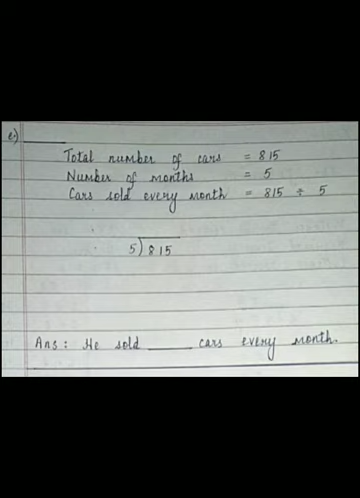 e.)
Total number of cars = 815
Number of months = 5
Cars sold every month = 815 ÷ 5
5)815
Ans: He sold _____ cars every month.